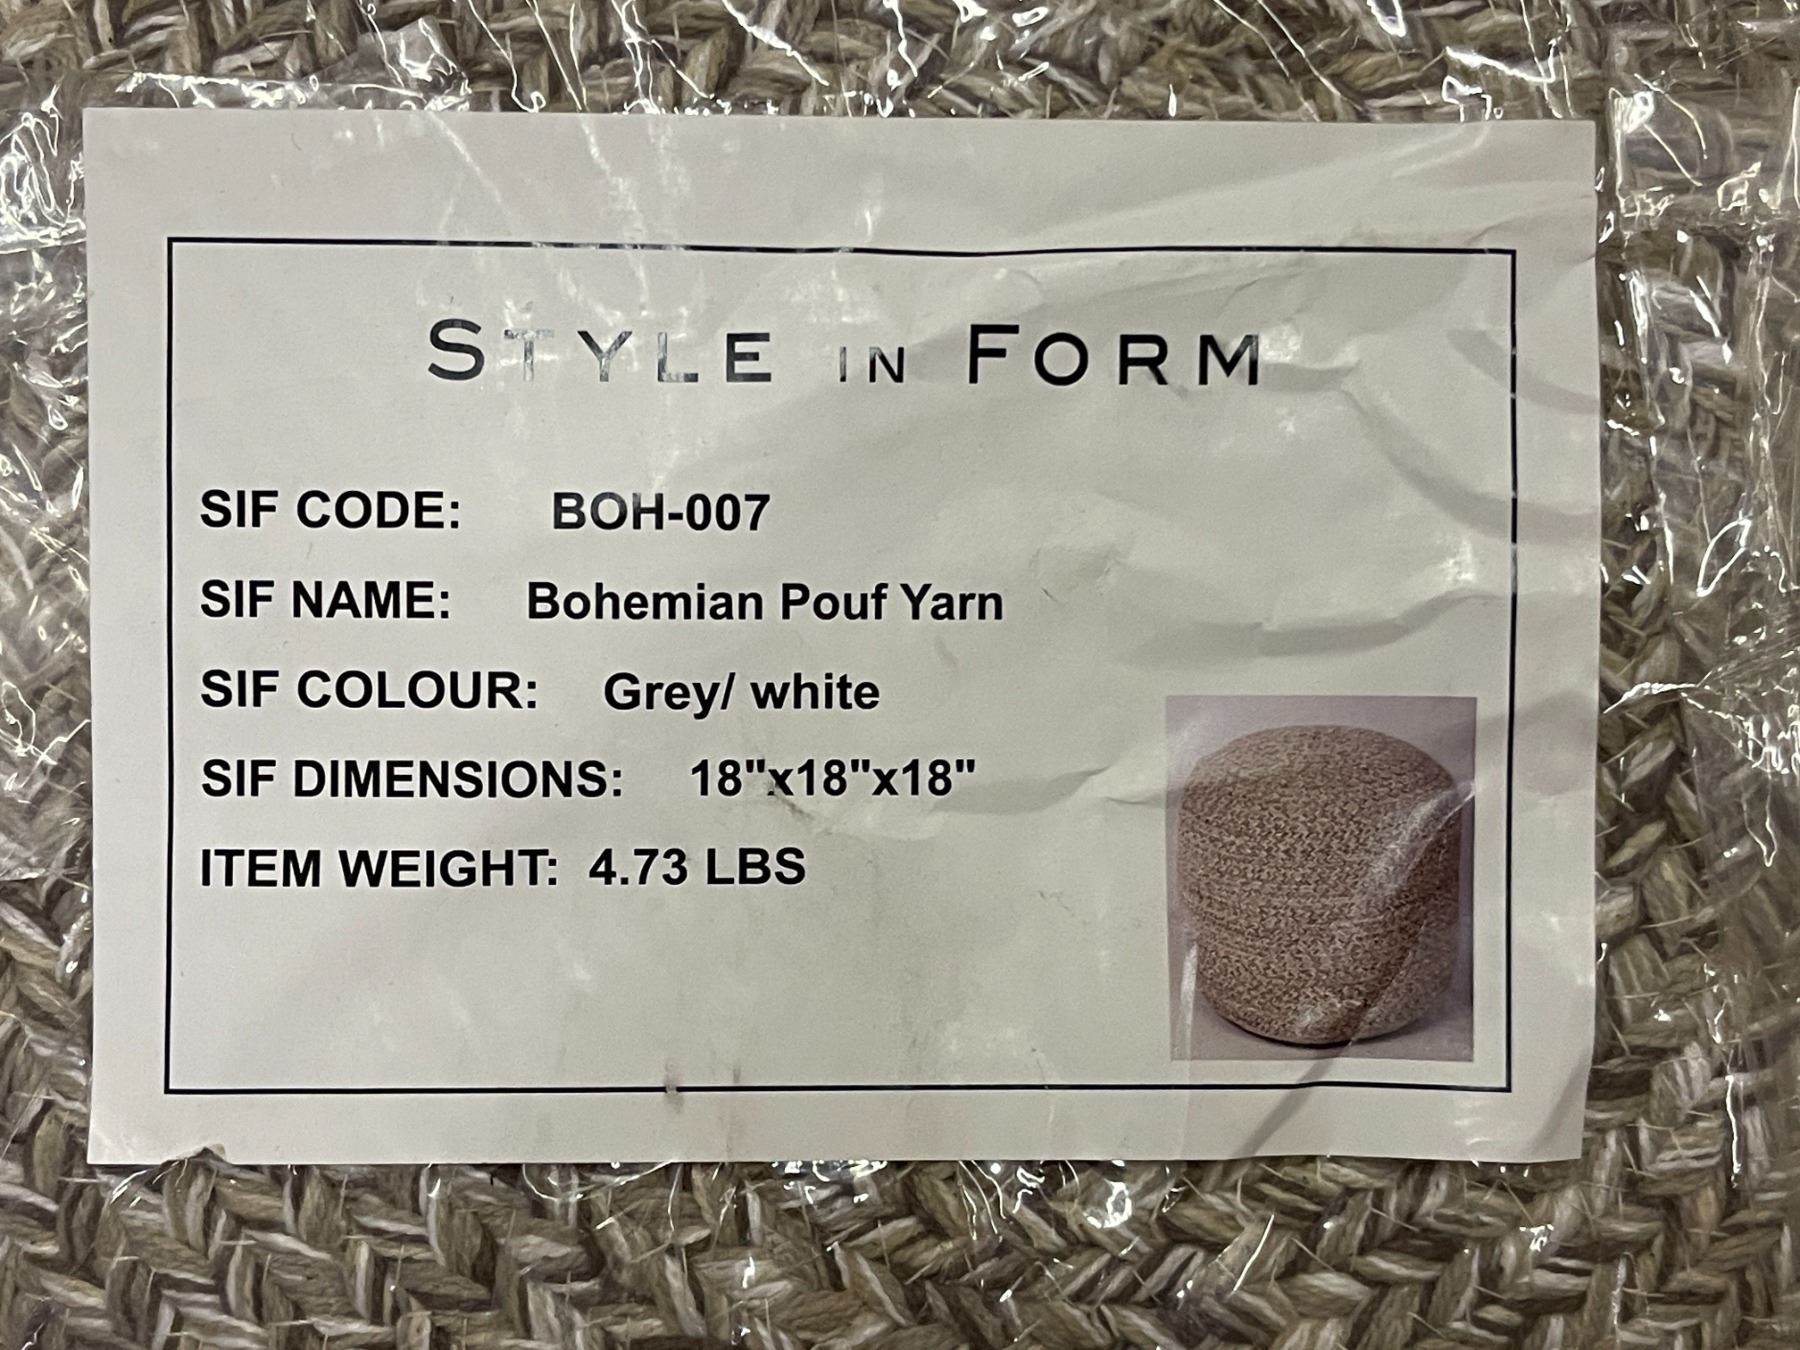 STYLE IN FORM
SIF CODE: BOH-007
SIF NAME: Bohemian Pouf Yarn
SIF COLOUR: Grey/ white
SIF DIMENSIONS: 18"x18"x18"
ITEM WEIGHT: 4.73 LBS